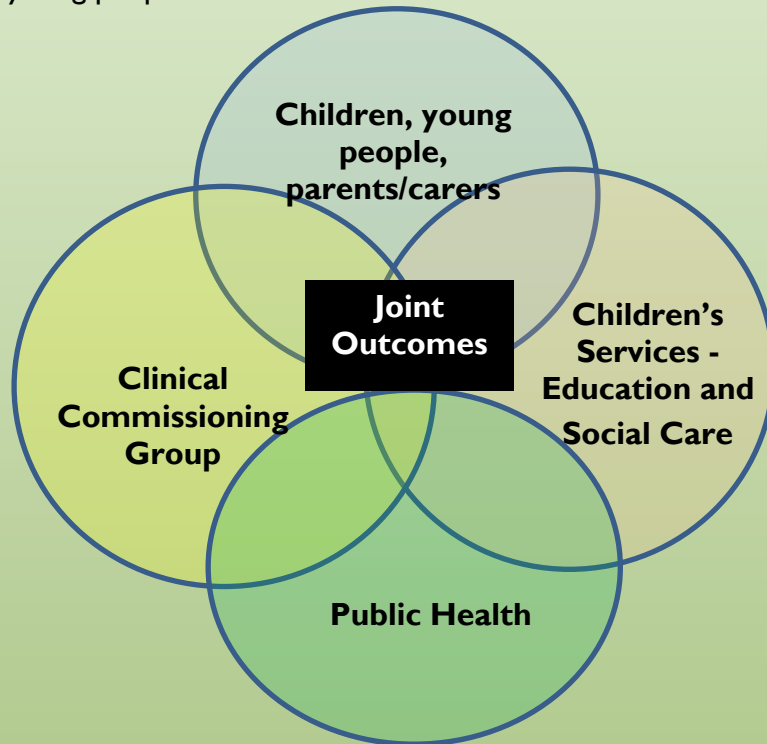 Children, young
people,
parents/carers
Joint
Outcomes
Children’s
Services -
Education and
Social Care
Clinical
Commissioning
Group
Public Health